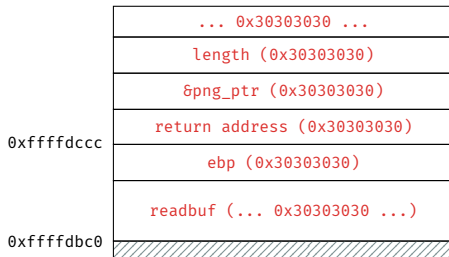 ... 0x30303030 ...
length (0x30303030)
&png_ptr (0x30303030)
return address (0x30303030)
0xffffdccc
ebp (0x30303030)
readbuf (... 0x30303030 ...)
0xffffdbc0